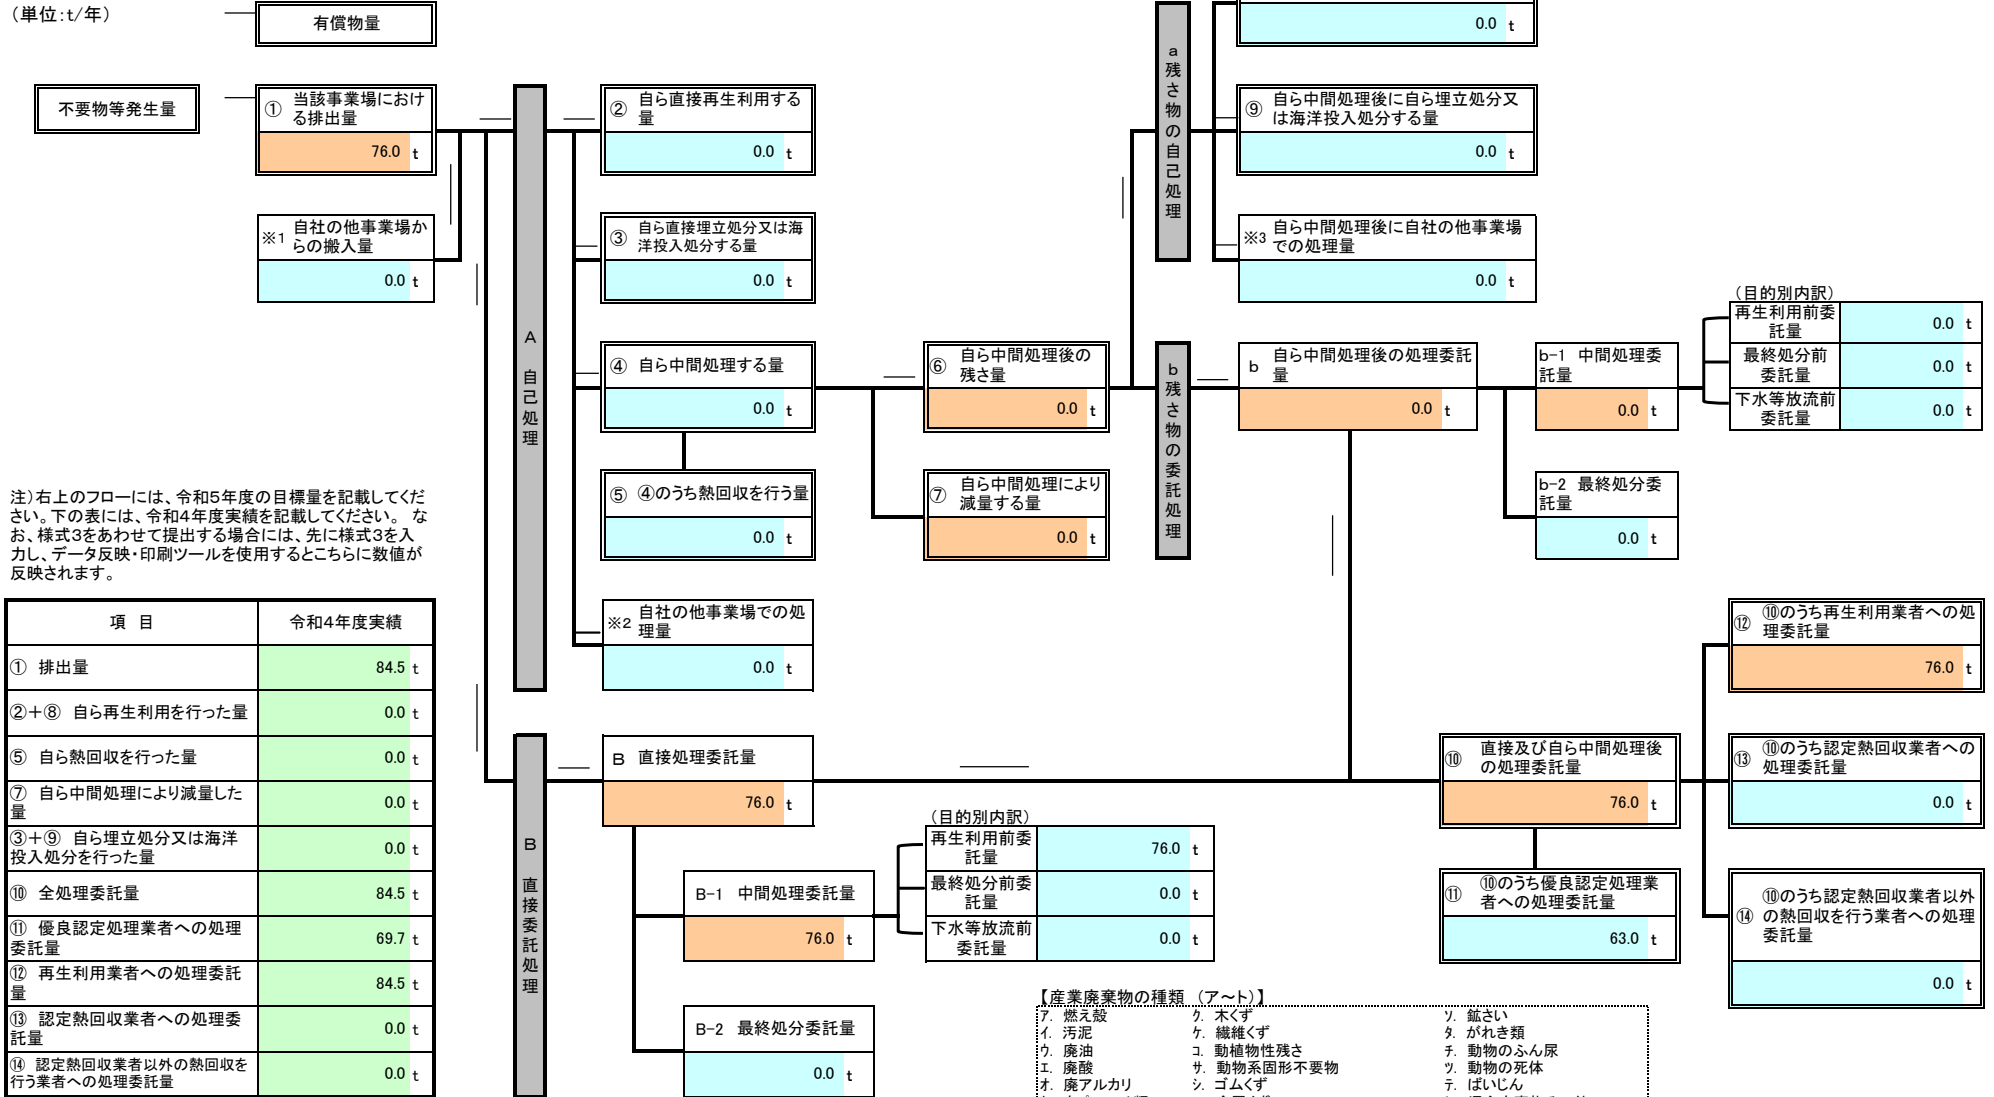 （単位：t/年）
有償物量
0.0 t
不要物等発生量
① 当該事業場におけ
る排出量
76.0 t
② 自ら直接再生利用する
量
0.0 t
a 残さ物の自己処理
⑨ 自ら中間処理後に自ら埋立処分又
は海洋投入処分する量
0.0 t
※1 自社の他事業場か
らの搬入量
0.0 t
③ 自ら直接埋立処分又は海
洋投入処分する量
0.0 t
※3 自ら中間処理後に自社の他事業場
での処理量
0.0 t
A 自己処理
④ 自ら中間処理する量
0.0 t
⑥ 自ら中間処理後の
残さ量
0.0 t
b 残さ物の委託処理
b 自ら中間処理後の処理委託
量
0.0 t
b-1 中間処理委
託量
0.0 t
（目的別内訳）
再生利用前委
託量
0.0 t
最終処分前
委託量
0.0 t
下水等放流前
委託量
0.0 t
⑤ ④のうち熱回収を行う量
0.0 t
⑦ 自ら中間処理により
減量する量
0.0 t
b-2 最終処分委
託量
0.0 t
注）右上のフローには、令和5年度の目標量を記載してくだ
さい。下の表には、令和4年度実績を記載してください。 な
お、様式3をあわせて提出する場合には、先に様式3を入
力し、データ反映・印刷ツールを使用するとこちらに数値が
反映されます。
※2 自社の他事業場での処
理量
0.0 t
項 目 令和4年度実績
① 排出量 84.5 t
②＋⑧ 自ら再生利用を行った量 0.0 t
⑤ 自ら熱回収を行った量 0.0 t
⑦ 自ら中間処理により減量した
量 0.0 t
③＋⑨ 自ら埋立処分又は海洋
投入処分を行った量 0.0 t
⑩ 全処理委託量 84.5 t
⑪ 優良認定処理業者への処理
委託量 69.7 t
⑫ 再生利用業者への処理委託
量 84.5 t
⑬ 認定熱回収業者への処理委
託量 0.0 t
⑭ 認定熱回収業者以外の熱回収を
行う業者への処理委託量 0.0 t
B 直接委託処理
B 直接処理委託量
76.0 t
B-1 中間処理委託量
76.0 t
（目的別内訳）
再生利用前委
託量
76.0 t
最終処分前委
託量
0.0 t
下水等放流前
委託量
0.0 t
B-2 最終処分委託量
0.0 t
⑩ 直接及び自ら中間処理後
の処理委託量
76.0 t
⑪ ⑩のうち優良認定処理業
者への処理委託量
63.0 t
⑫ ⑩のうち再生利用業者への処
理委託量
76.0 t
⑬ ⑩のうち認定熱回収業者への
処理委託量
0.0 t
⑭ ⑩のうち認定熱回収業者以外
の熱回収を行う業者への処理
委託量
0.0 t
【産業廃棄物の種類 （ア～ト）】
ア. 燃え殻 ク. 木くず ソ. 鉱さい
イ. 汚泥 ケ. 繊維くず タ. がれき類
ウ. 廃油 コ. 動植物性残さ チ. 動物のふん尿
エ. 廃酸 サ. 動物系固形不要物 ツ. 動物の死体
オ. 廃アルカリ シ. ゴムくず テ. ばいじん